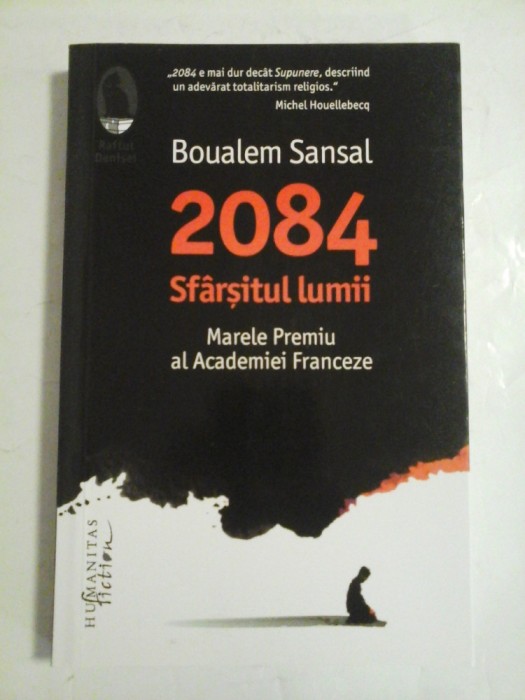 „2084 e mai dur decât Supunere, descriind
un adevărat totalitarism religios.“
Michel Houellebecq
Raftul
Denisei
Boualem Sansal
2084
Sfârșitul lumii
Marele Premiu
al Academiei Franceze
HUMANITAS
fiction